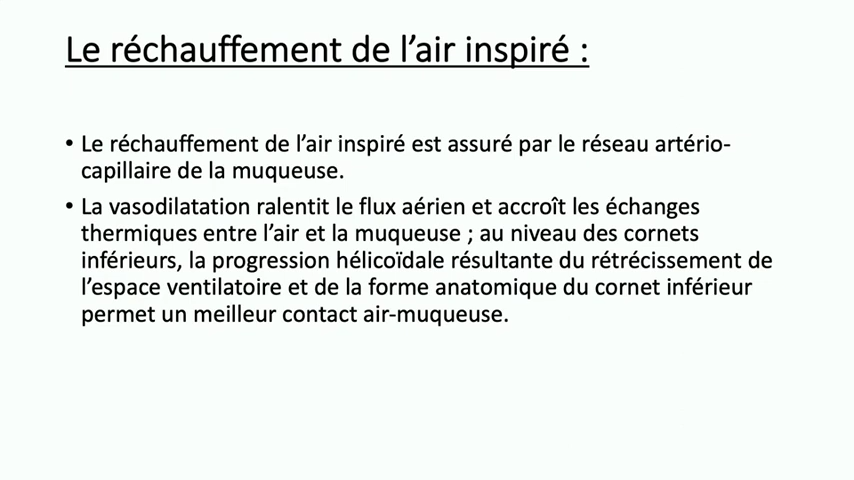 Le réchauffement de l’air inspiré :
• Le réchauffement de l’air inspiré est assuré par le réseau artério-
capillaire de la muqueuse.
• La vasodilatation ralentit le flux aérien et accroît les échanges
thermiques entre l’air et la muqueuse ; au niveau des cornets
inférieurs, la progression hélicoïdale résultante du rétrécissement de
l’espace ventilatoire et de la forme anatomique du cornet inférieur
permet un meilleur contact air-muqueuse.